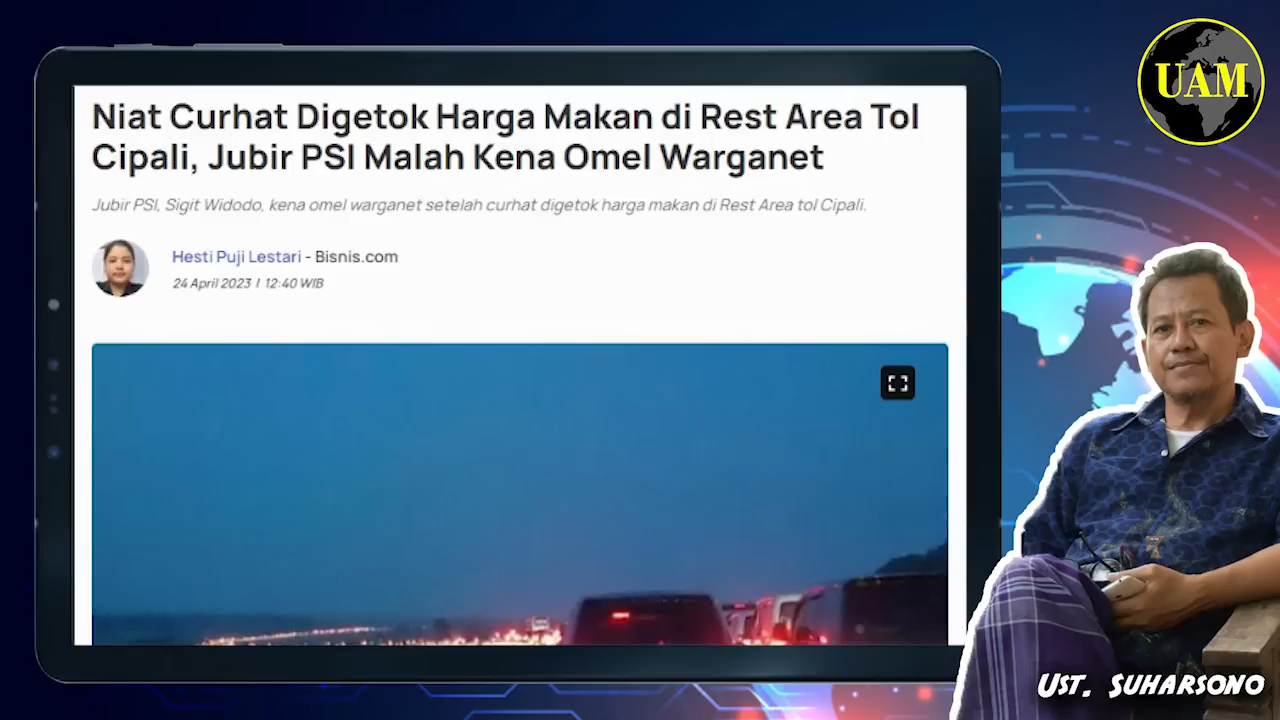 Niat Curhat Digetok Harga Makan di Rest Area Tol
Cipali, Jubir PSI Malah Kena Omel Warganet
Jubir PSI, Sigit Widodo, kena omel warganet setelah curhat digetok harga makan di Rest Area tol Cipali.
Hesti Puji Lestari - Bisnis.com
24 April 2023 | 12:40 WIB
UAM
Ust. Suharsono